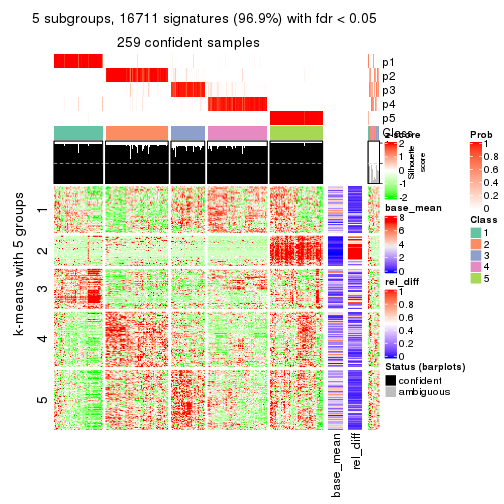 5 subgroups, 16711 signatures (96.9%) with fdr < 0.05
259 confident samples
p1
p2
p3
p4
p5
Class
z-score
2
1
0
-1
-2
Silhouette
score
Prob
1
0.8
0.6
0.4
0.2
0
base_mean
8
6
4
2
0
Class
1
2
3
4
5
rel_diff
1
0.8
0.6
0.4
0.2
0
Status (barplots)
confident
ambiguous
k-means with 5 groups
1
2
3
4
5
base_mean
rel_diff